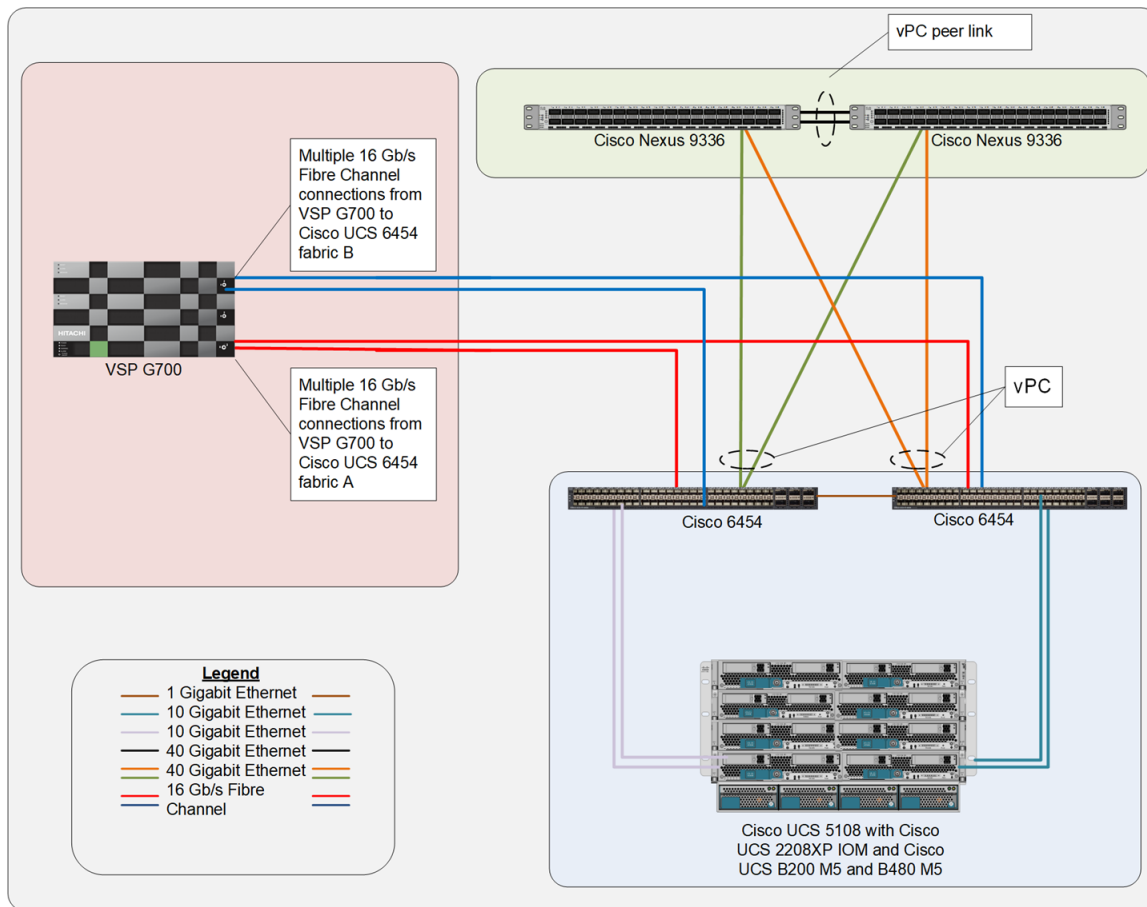 vPC peer link
Cisco Nexus 9336
Cisco Nexus 9336
Multiple 16 Gb/s
Fibre Channel
connections from
VSP G700 to
Cisco UCS 6454
fabric B
HITACHI
VSP G700
Multiple 16 Gb/s
Fibre Channel
connections from
VSP G700 to
Cisco UCS 6454
fabric A
vPC
Cisco 6454
Cisco 6454
Legend
1 Gigabit Ethernet
10 Gigabit Ethernet
10 Gigabit Ethernet
40 Gigabit Ethernet
40 Gigabit Ethernet
16 Gb/s Fibre
Channel
Cisco UCS 5108 with Cisco
UCS 2208XP IOM and Cisco
UCS B200 M5 and B480 M5